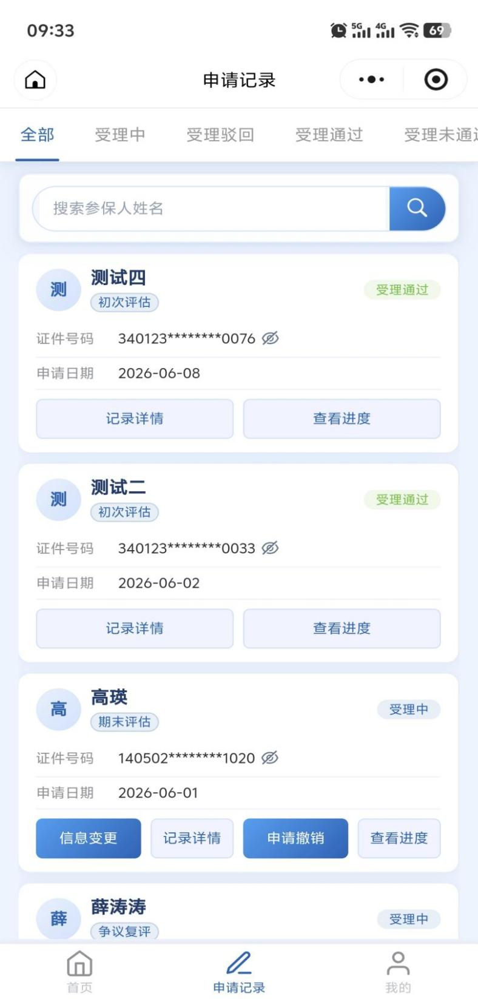 09:33
5G 4G 69
申请记录
全部 受理中 受理驳回 受理通过 受理未通
搜索参保人姓名
测 测试四
初次评估
受理通过
证件号码 340123********0076
申请日期 2026-06-08
记录详情 查看进度
测 测试二
初次评估
受理通过
证件号码 340123********0033
申请日期 2026-06-02
记录详情 查看进度
高 高瑛
期末评估
受理中
证件号码 140502********1020
申请日期 2026-06-01
信息变更 记录详情 申请撤销 查看进度
薛 薛涛涛
争议复评
受理中
首页 申请记录 我的